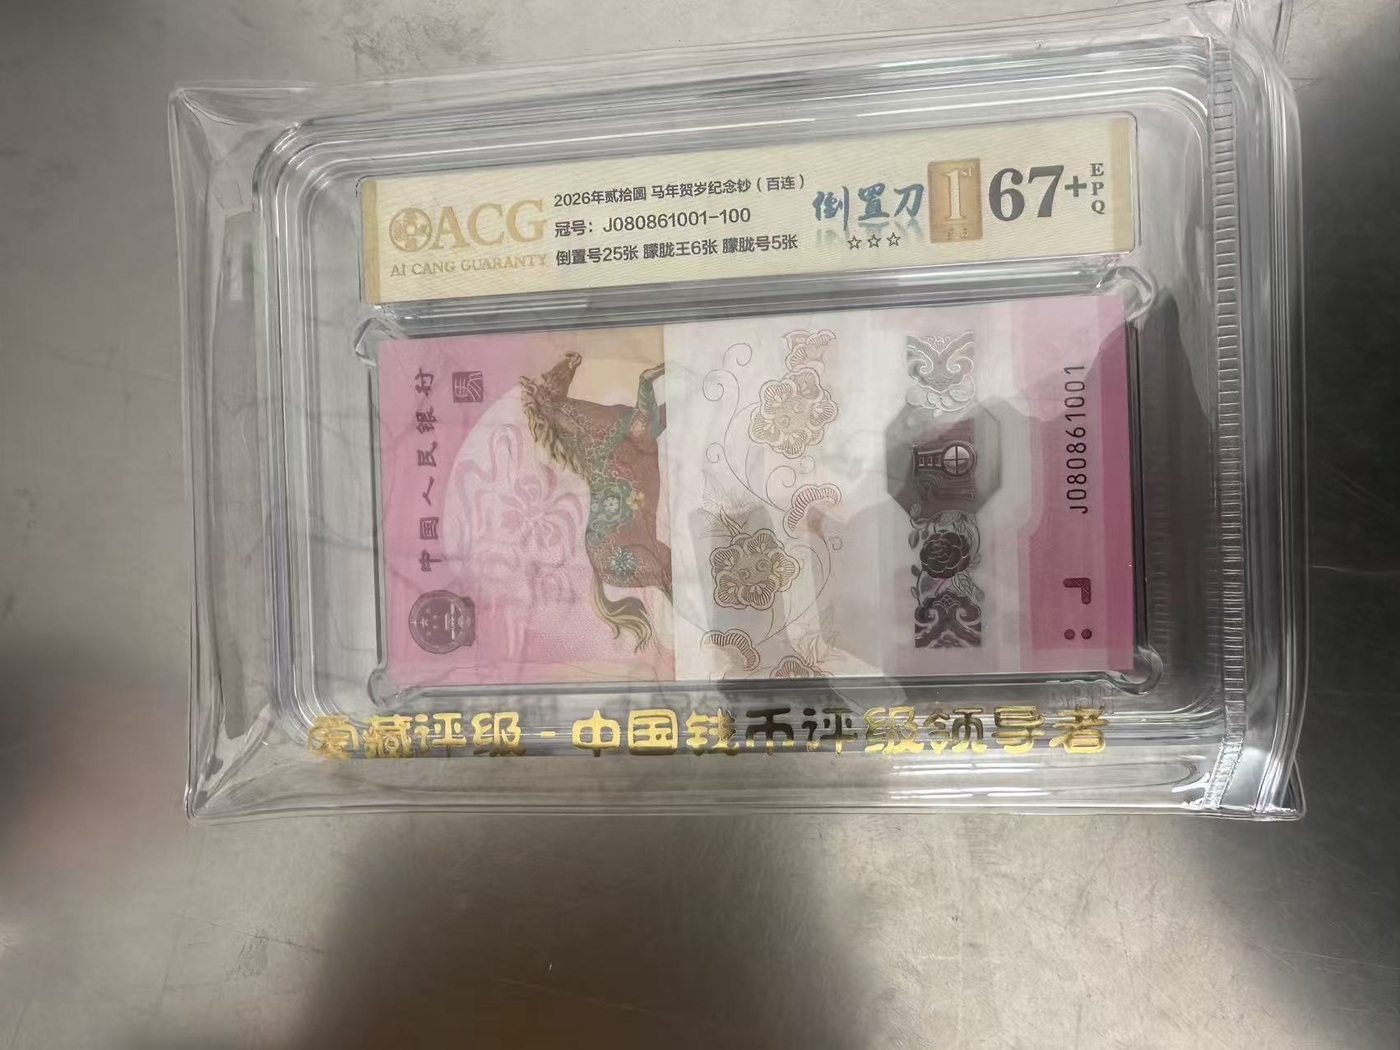 ACG
AI CANG GUARANTY
2026年贰拾圆 马年贺岁纪念钞（百连）
冠号：J080861001-100
倒置号25张 朦胧王6张 朦胧号5张
倒置刀
☆☆☆
1
67+
EPQ
中国人民银行
J080861001
爱藏评级-中国钱币评级领导者